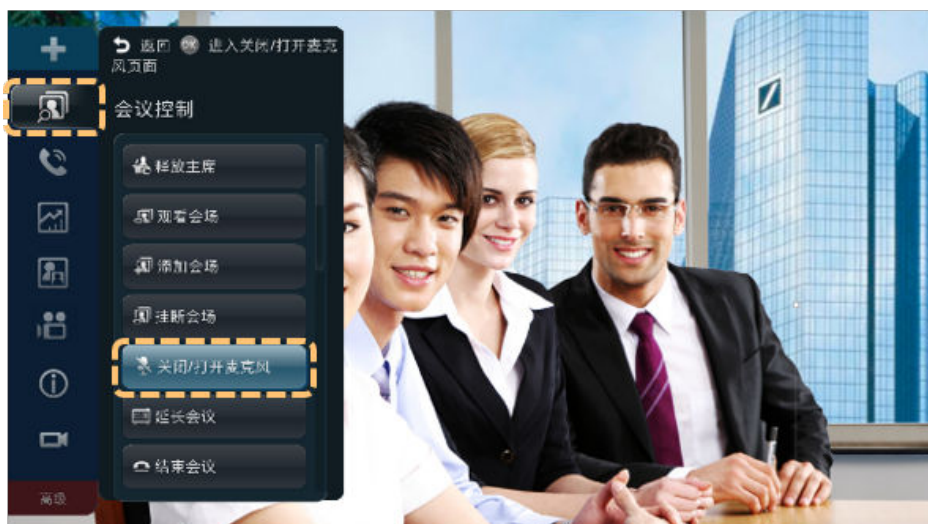 返回 OK 进入关闭/打开麦克
风页面
会议控制
释放主席
观看会场
添加会场
挂断会场
关闭/打开麦克风
延长会议
结束会议
高级